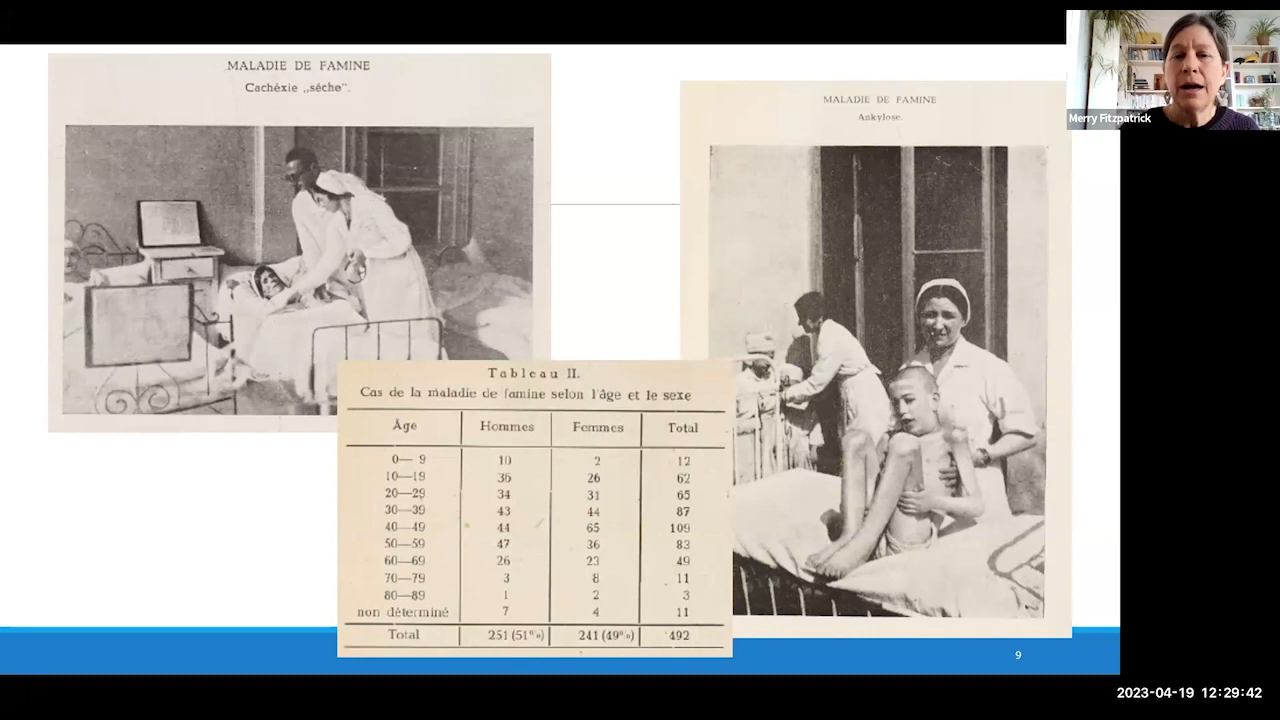 MALADIE DE FAMINE
Cachéxie „sèche".
MALADIE DE FAMINE
Ankylose.
Merry Fitzpatrick
Tableau II.
Cas de la maladie de famine selon l'âge et le sexe
Âge Hommes Femmes Total
0— 9 10 2 12
10—19 36 26 62
20—29 34 31 65
30—39 43 44 87
40—49 44 65 109
50—59 47 36 83
60—69 26 23 49
70—79 3 8 11
80—89 1 2 3
non déterminé 7 4 11
Total 251 (51%) 241 (49%) 492
9
2023-04-19 12:29:42